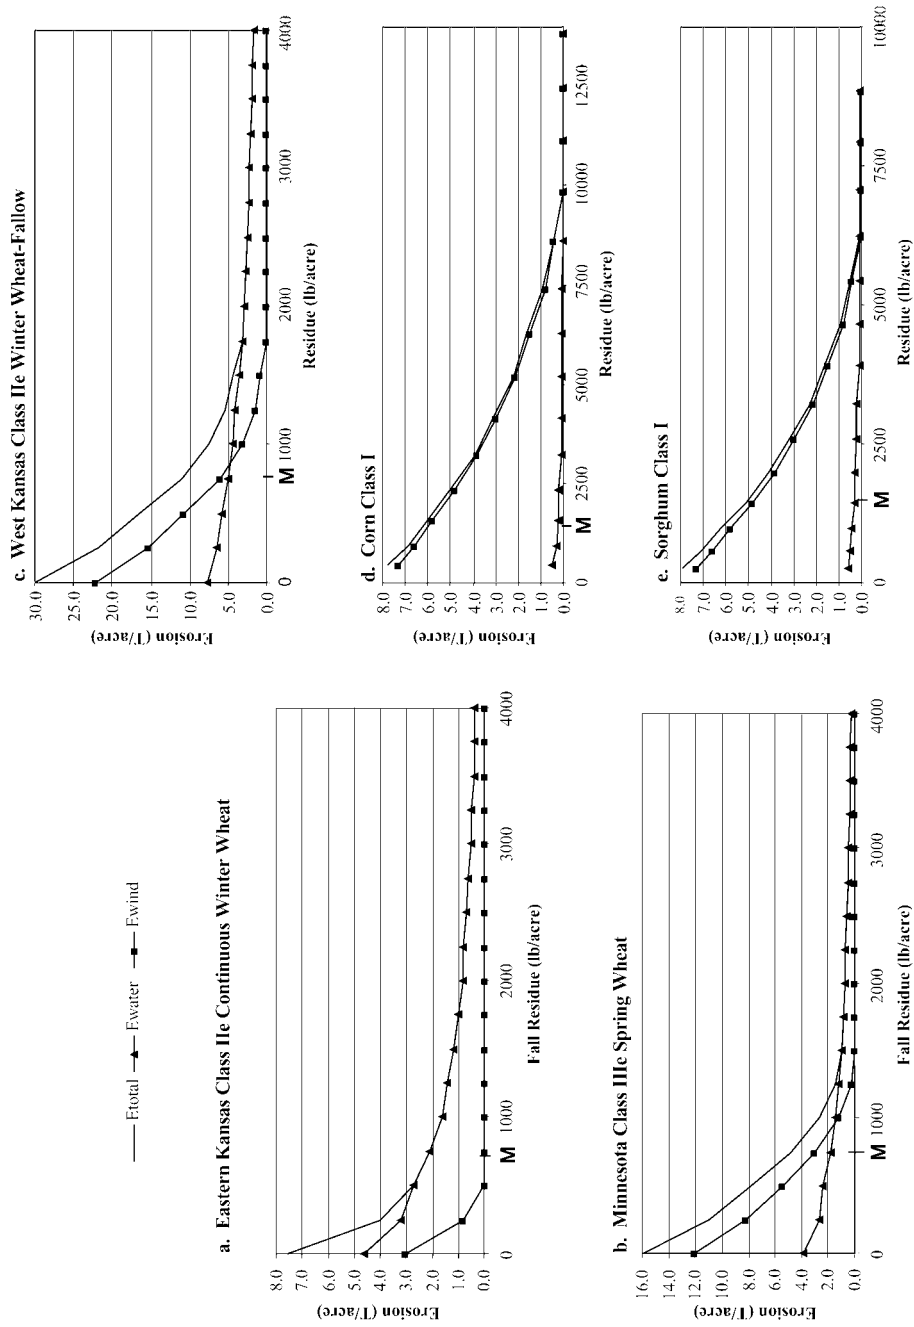 Etotal Ewater Ewind
a. Eastern Kansas Class IIe Continuous Winter Wheat
Erosion (T/acre)
8.0
7.0
6.0
5.0
4.0
3.0
2.0
1.0
0.0
0 M 1000 2000 3000 4000
Fall Residue (lb/acre)
b. Minnesota Class IIIe Spring Wheat
Erosion (T/acre)
16.0
14.0
12.0
10.0
8.0
6.0
4.0
2.0
0.0
0 M 1000 2000 3000 4000
Fall Residue (lb/acre)
c. West Kansas Class IIe Winter Wheat-Fallow
Erosion (T/acre)
30.0
25.0
20.0
15.0
10.0
5.0
0.0
0 M 1000 2000 3000 4000
Residue (lb/acre)
d. Corn Class I
Erosion (T/acre)
8.0
7.0
6.0
5.0
4.0
3.0
2.0
1.0
0.0
0 M 2500 5000 7500 10000 12500
Residue (lb/acre)
e. Sorghum Class I
Erosion (T/acre)
8.0
7.0
6.0
5.0
4.0
3.0
2.0
1.0
0.0
0 M 2500 5000 7500 10000
Residue (lb/acre)